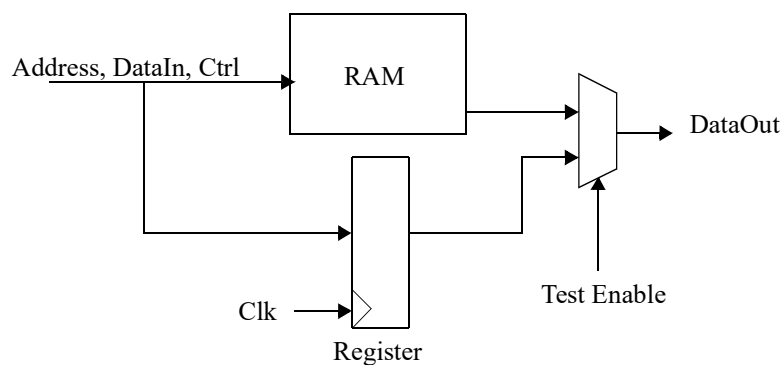 Address, DataIn, Ctrl
RAM
DataOut
Test Enable
Clk
Register